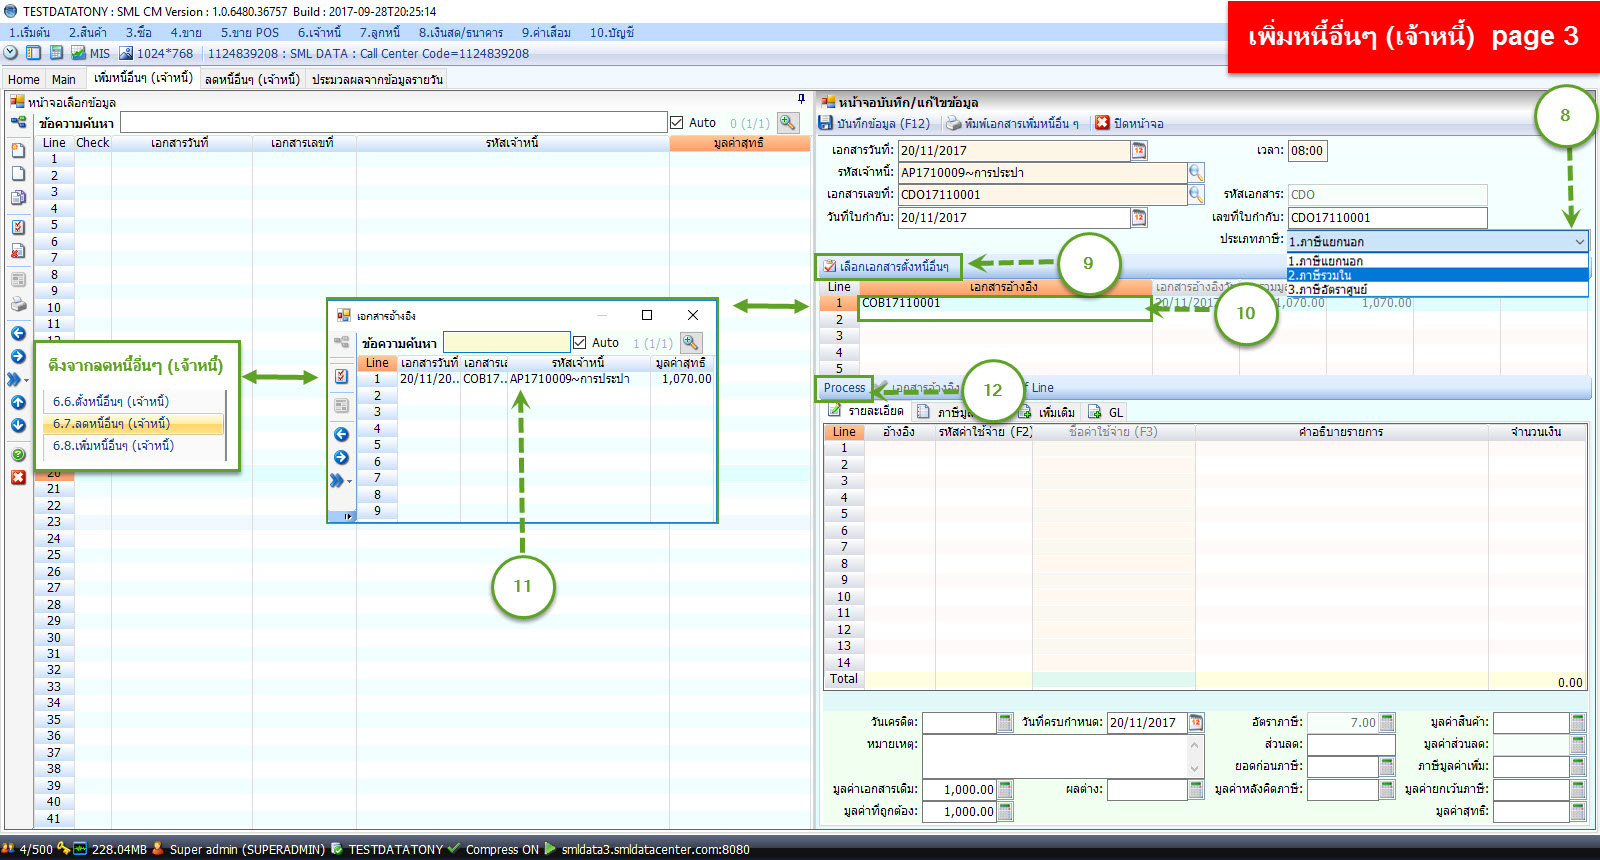 TESTDATATONY : SML CM Version : 1.0.6480.36757  Build : 2017-09-28T20:25:14
เพิ่มหนี้อื่นๆ (เจ้าหนี้)  page 3
1.เริ่มต้น 2.สินค้า 3.ซื้อ 4.ขาย 5.ขาย POS 6.เจ้าหนี้ 7.ลูกหนี้ 8.เงินสด/ธนาคาร 9.ค่าเสื่อม 10.บัญชี
MIS 1024*768 1124839208 : SML DATA : Call Center Code=1124839208
Home Main เพิ่มหนี้อื่นๆ (เจ้าหนี้) ลดหนี้อื่นๆ (เจ้าหนี้) ประมวลผลจากข้อมูลรายวัน
หน้าจอเลือกข้อมูล
ข้อความค้นหา Auto 0 (1/1)
Line Check เอกสารวันที่ เอกสารเลขที่ รหัสเจ้าหนี้ มูลค่าสุทธิ
1
2
3
4
5
6
7
8
9
10
11
20
21
22
23
24
25
26
27
28
29
30
31
32
33
34
35
36
37
38
39
40
41
ดึงจากลดหนี้อื่นๆ (เจ้าหนี้)
6.6.ตั้งหนี้อื่นๆ (เจ้าหนี้)
6.7.ลดหนี้อื่นๆ (เจ้าหนี้)
6.8.เพิ่มหนี้อื่นๆ (เจ้าหนี้)
เอกสารอ้างอิง
ข้อความค้นหา Auto 1 (1/1)
Line เอกสารวันที่ เอกสารเล รหัสเจ้าหนี้ มูลค่าสุทธิ
1 20/11/20.. COB17.. AP1710009~การประปา 1,070.00
2
3
4
5
6
7
8
9
11
หน้าจอบันทึก/แก้ไขข้อมูล
บันทึกข้อมูล (F12) พิมพ์เอกสารเพิ่มหนี้อื่น ๆ ปิดหน้าจอ
8
เอกสารวันที่: 20/11/2017 เวลา: 08:00
รหัสเจ้าหนี้: AP1710009~การประปา
เอกสารเลขที่: CDO17110001 รหัสเอกสาร: CDO
วันที่ใบกำกับ: 20/11/2017 เลขที่ใบกำกับ: CDO17110001
ประเภทภาษี: 1.ภาษีแยกนอก
1.ภาษีแยกนอก
2.ภาษีรวมใน
3.ภาษีอัตราศูนย์
เลือกเอกสารตั้งหนี้อื่นๆ 9
Line เอกสารอ้างอิง เอกสารอ้างอิงวั
1 COB17110001 20/11/2017 1,070.00 1,070.00
2
3
4
5
10
Process เอกสารอ้างอิง 12 f Line
รายละเอียด ภาษีมูล เพิ่มเติม GL
Line อ้างอิง รหัสค่าใช้จ่าย (F2) ชื่อค่าใช้จ่าย (F3) คำอธิบายรายการ จำนวนเงิน
1
2
3
4
5
6
7
8
9
10
11
12
13
14
Total 0.00
วันเครดิต: วันที่ครบกำหนด: 20/11/2017 อัตราภาษี: 7.00 มูลค่าสินค้า:
หมายเหตุ: ส่วนลด: มูลค่าส่วนลด:
ยอดก่อนภาษี: ภาษีมูลค่าเพิ่ม:
มูลค่าเอกสารเดิม: 1,000.00 ผลต่าง: มูลค่าหลังคิดภาษี: มูลค่ายกเว้นภาษี:
มูลค่าที่ถูกต้อง: 1,000.00 มูลค่าสุทธิ:
4/500 228.04MB Super admin (SUPERADMIN) TESTDATATONY Compress ON smldata3.smldatacenter.com:8080